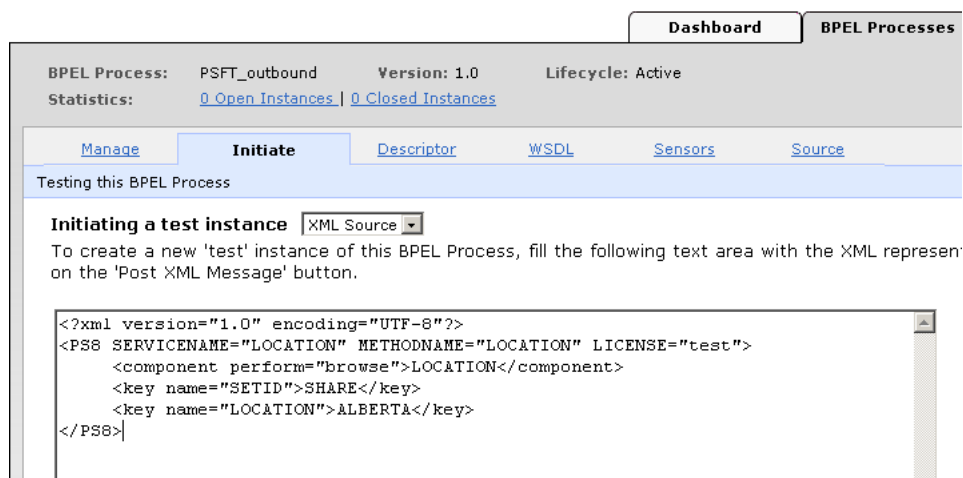 Dashboard BPEL Processes
BPEL Process: PSFT_outbound Version: 1.0 Lifecycle: Active
Statistics: 0 Open Instances | 0 Closed Instances
Manage Initiate Descriptor WSDL Sensors Source
Testing this BPEL Process
Initiating a test instance XML Source
To create a new 'test' instance of this BPEL Process, fill the following text area with the XML represen
on the 'Post XML Message' button.
<?xml version="1.0" encoding="UTF-8"?>
<PS8 SERVICENAME="LOCATION" METHODNAME="LOCATION" LICENSE="test">
<component perform="browse">LOCATION</component>
<key name="SETID">SHARE</key>
<key name="LOCATION">ALBERTA</key>
</PS8>